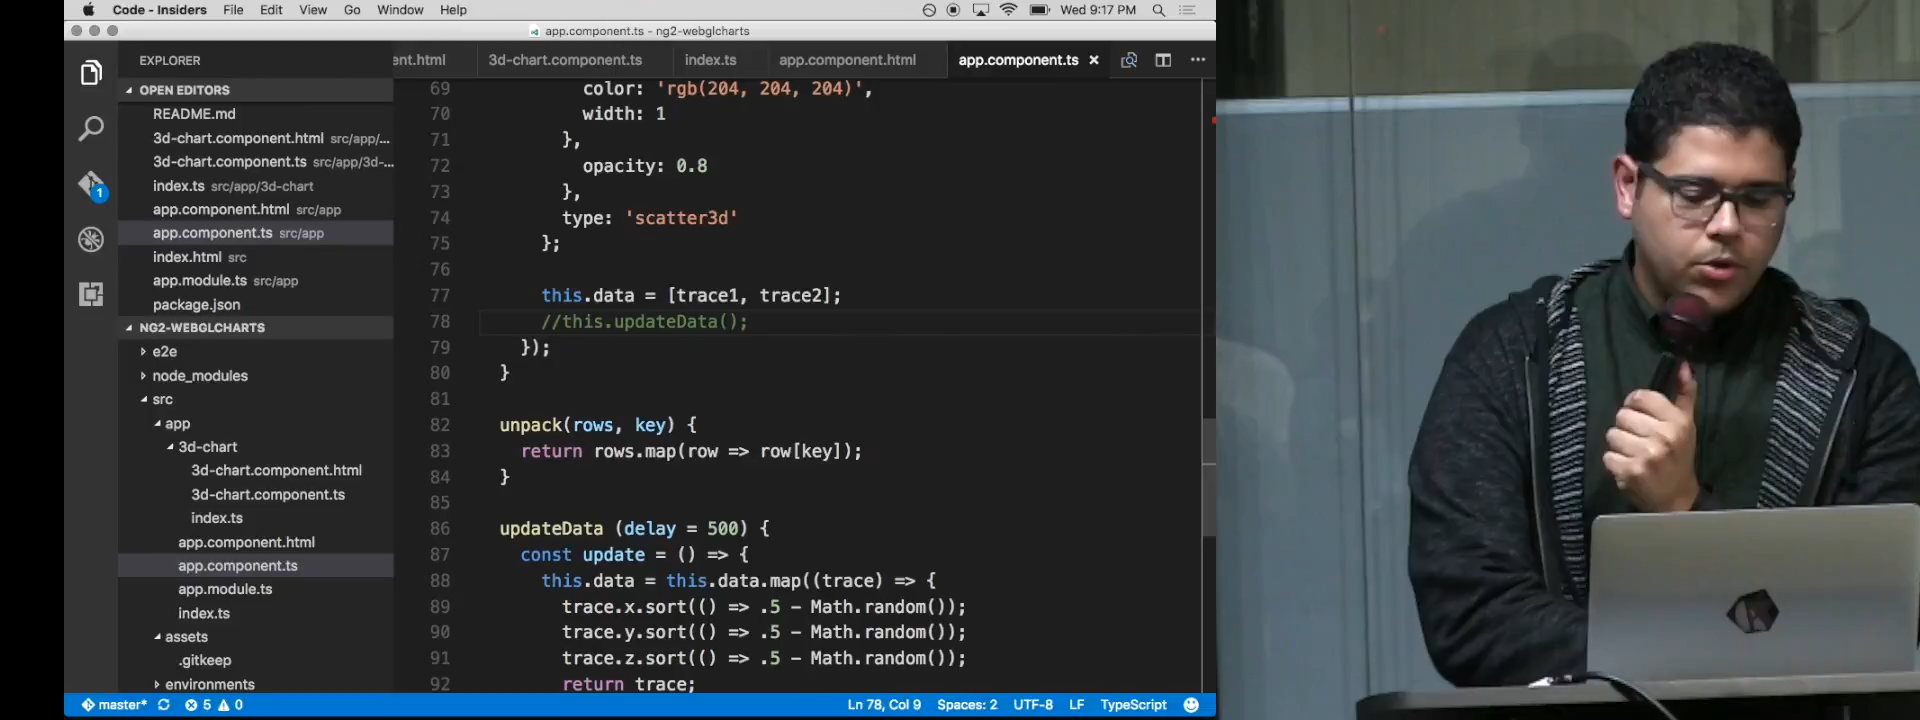 Code - Insiders File Edit View Go Window Help Wed 9:17 PM
app.component.ts - ng2-webglcharts
EXPLORER
ent.html 3d-chart.component.ts index.ts app.component.html app.component.ts
OPEN EDITORS
README.md
3d-chart.component.html src/app/...
3d-chart.component.ts src/app/3d-...
index.ts src/app/3d-chart
app.component.html src/app
app.component.ts src/app
index.html src
app.module.ts src/app
package.json
NG2-WEBGLCHARTS
e2e
node_modules
src
app
3d-chart
3d-chart.component.html
3d-chart.component.ts
index.ts
app.component.html
app.component.ts
app.module.ts
index.ts
assets
.gitkeep
environments
1
69 color: 'rgb(204, 204, 204)',
70 width: 1
71 },
72 opacity: 0.8
73 },
74 type: 'scatter3d'
75 };
76
77 this.data = [trace1, trace2];
78 //this.updateData();
79 });
80 }
81
82 unpack(rows, key) {
83 return rows.map(row => row[key]);
84 }
85
86 updateData (delay = 500) {
87 const update = () => {
88 this.data = this.data.map((trace) => {
89 trace.x.sort(() => .5 - Math.random());
90 trace.y.sort(() => .5 - Math.random());
91 trace.z.sort(() => .5 - Math.random());
92 return trace;
master* 5 0 Ln 78, Col 9 Spaces: 2 UTF-8 LF TypeScript